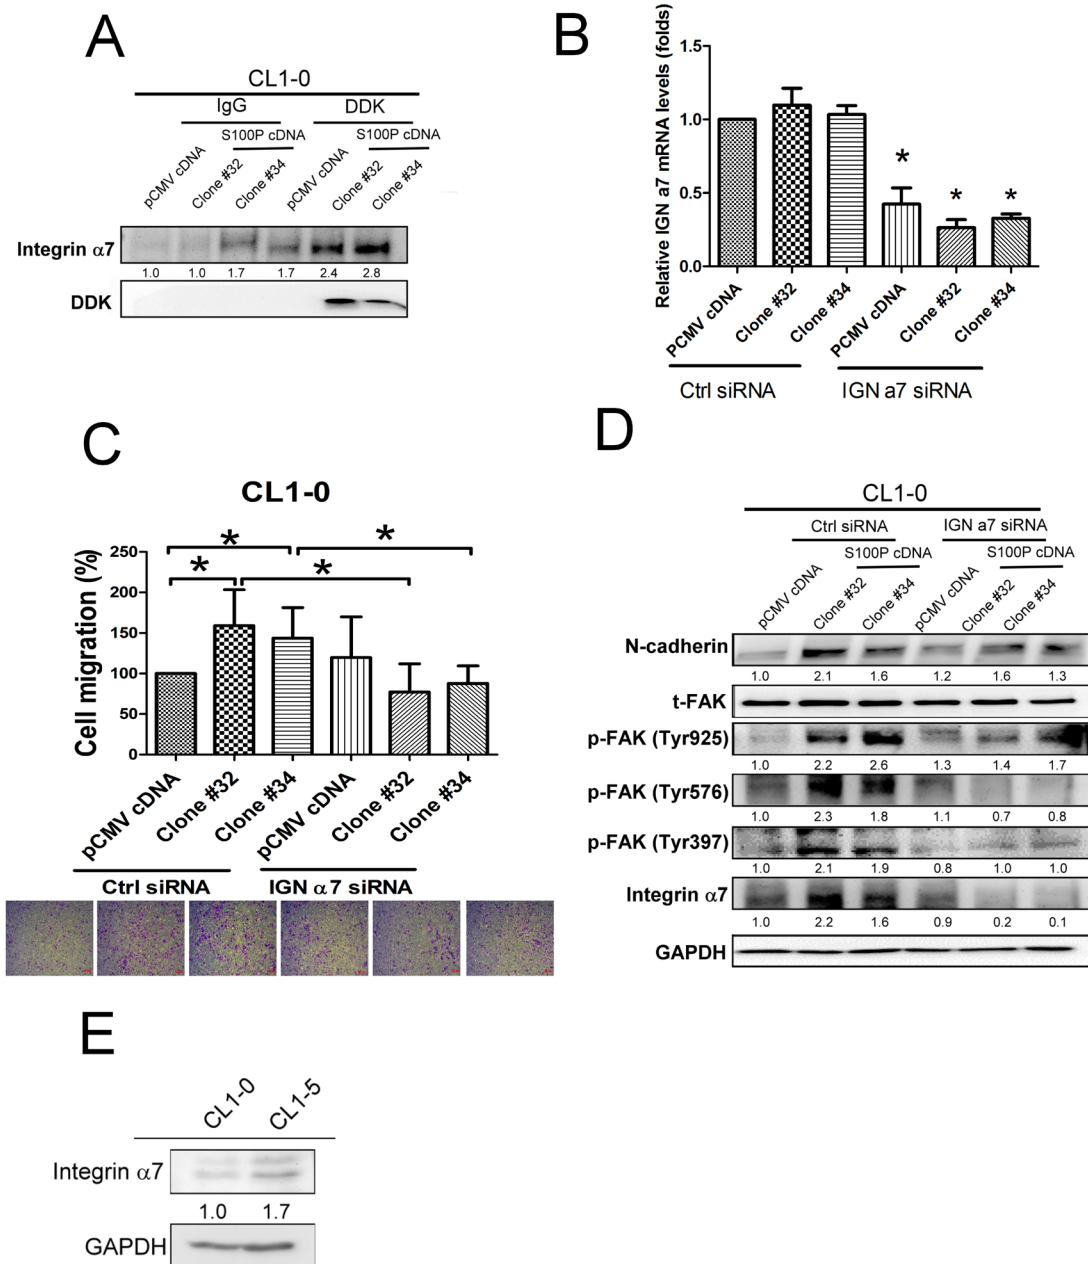 A
CL1-0
IgG
DDK
S100P cDNA
S100P cDNA
pCMV cDNA
Clone #32
Clone #34
pCMV cDNA
Clone #32
Clone #34
Integrin α7
1.0 1.0 1.7 1.7 2.4 2.8
DDK
B
Relative IGN a7 mRNA levels (folds)
1.5
1.0
0.5
0.0
* * *
PCMV cDNA
Clone #32
Clone #34
PCMV cDNA
Clone #32
Clone #34
Ctrl siRNA
IGN a7 siRNA
C
CL1-0
Cell migration (%)
250
200
150
100
50
0
* * * *
pCMV cDNA
Clone #32
Clone #34
pCMV cDNA
Clone #32
Clone #34
Ctrl siRNA
IGN α7 siRNA
D
CL1-0
Ctrl siRNA
IGN a7 siRNA
S100P cDNA
S100P cDNA
pCMV cDNA
Clone #32
Clone #34
pCMV cDNA
Clone #32
Clone #34
N-cadherin
1.0 2.1 1.6 1.2 1.6 1.3
t-FAK
p-FAK (Tyr925)
1.0 2.2 2.6 1.3 1.4 1.7
p-FAK (Tyr576)
1.0 2.3 1.8 1.1 0.7 0.8
p-FAK (Tyr397)
1.0 2.1 1.9 0.8 1.0 1.0
Integrin α7
1.0 2.2 1.6 0.9 0.2 0.1
GAPDH
E
CL1-0
CL1-5
Integrin α7
1.0 1.7
GAPDH